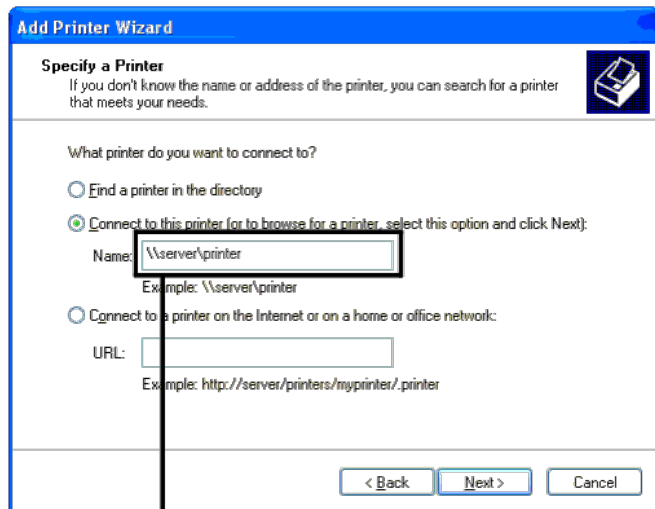 Add Printer Wizard
Specify a Printer
If you don't know the name or address of the printer, you can search for a printer
that meets your needs.
What printer do you want to connect to?
Find a printer in the directory
Connect to this printer (or to browse for a printer, select this option and click Next):
Name: \\server\printer
Example: \\server\printer
Connect to a printer on the Internet or on a home or office network:
URL:
Example: http://server/printers/myprinter/.printer
< Back Next > Cancel